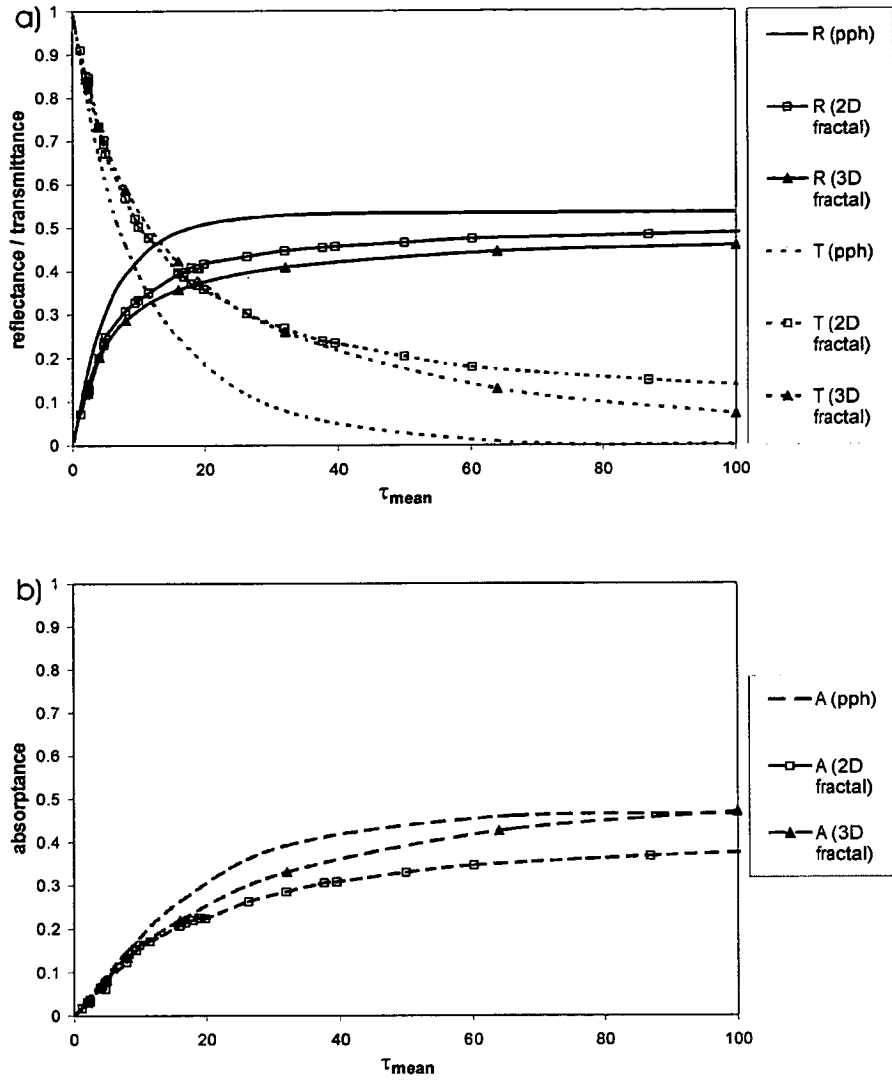 a)
1
0.9
0.8
0.7
0.6
0.5
0.4
0.3
0.2
0.1
0
reflectance / transmittance
0 20 40 60 80 100
τmean
R (pph)
R (2D
fractal)
R (3D
fractal)
T (pph)
T (2D
fractal)
T (3D
fractal)
b)
1
0.9
0.8
0.7
0.6
0.5
0.4
0.3
0.2
0.1
0
absorptance
0 20 40 60 80 100
τmean
A (pph)
A (2D
fractal)
A (3D
fractal)